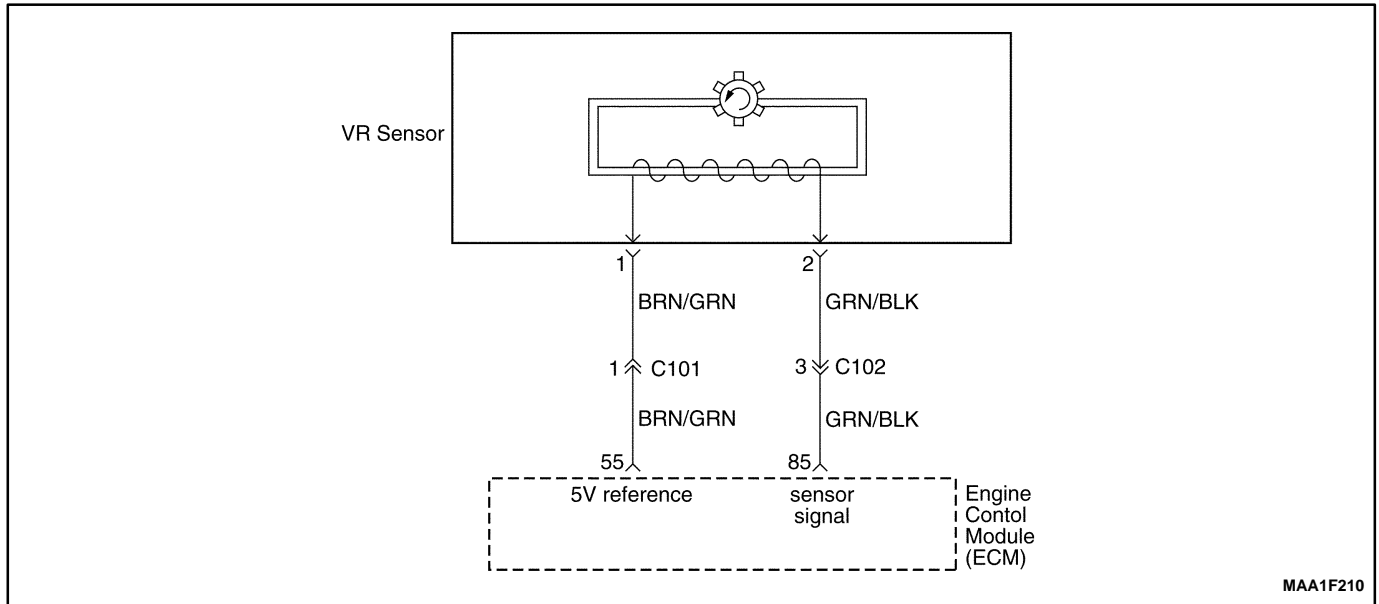 VR Sensor
1
2
BRN/GRN
GRN/BLK
1
C101
3
C102
BRN/GRN
GRN/BLK
55
85
5V reference
sensor
signal
Engine
Contol
Module
(ECM)
MAA1F210